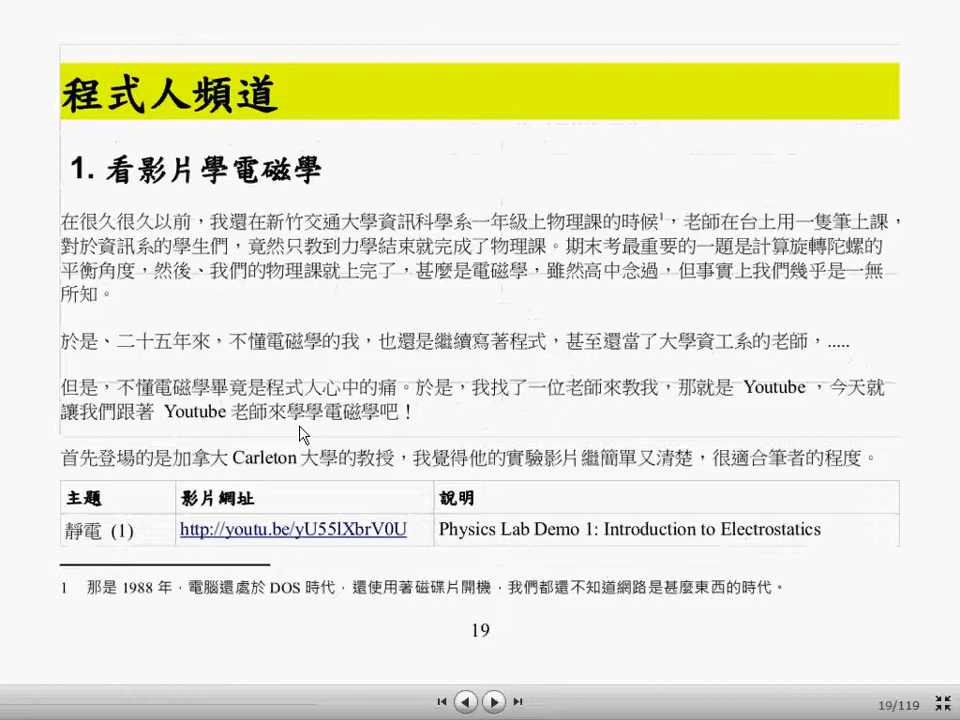 程式人頻道
1. 看影片學電磁學
在很久很久以前，我還在新竹交通大學資訊科學系一年級上物理課的時候1，老師在台上用一隻筆上課，
對於資訊系的學生們，竟然只教到力學結束就完成了物理課。期末考最重要的一題是計算旋轉陀螺的
平衡角度，然後、我們的物理課就上完了，甚麼是電磁學，雖然高中念過，但事實上我們幾乎是一無
所知。
於是、二十五年來，不懂電磁學的我，也還是繼續寫著程式，甚至還當了大學資工系的老師，.....
但是，不懂電磁學畢竟是程式人心中的痛。於是，我找了一位老師來教我，那就是 Youtube ，今天就
讓我們跟著 Youtube 老師來學學電磁學吧！
首先登場的是加拿大 Carleton 大學的教授，我覺得他的實驗影片繼簡單又清楚，很適合筆者的程度。
主題 影片網址 說明
靜電 (1) http://youtu.be/yU55lXbrV0U Physics Lab Demo 1: Introduction to Electrostatics
1 那是 1988 年，電腦還處於 DOS 時代，還使用著磁碟片開機，我們都還不知道網路是甚麼東西的時代。
19
19/119